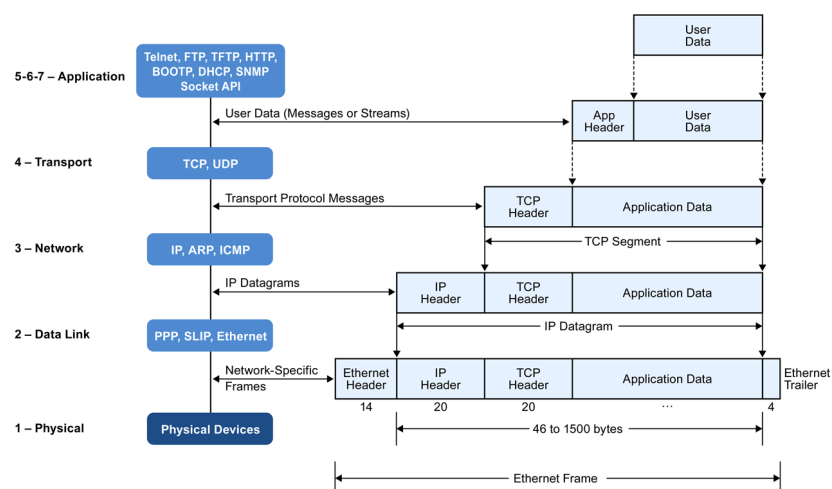 User
Data
Telnet, FTP, TFTP, HTTP,
BOOTP, DHCP, SNMP
Socket API
5-6-7 – Application
User Data (Messages or Streams)
App
Header
User
Data
4 – Transport
TCP, UDP
Transport Protocol Messages
TCP
Header
Application Data
3 – Network
IP, ARP, ICMP
TCP Segment
IP Datagrams
IP
Header
TCP
Header
Application Data
2 – Data Link
PPP, SLIP, Ethernet
IP Datagram
Network-Specific
Frames
Ethernet
Header
IP
Header
TCP
Header
Application Data
Ethernet
Trailer
14
20
20
...
4
1 – Physical
Physical Devices
46 to 1500 bytes
Ethernet Frame